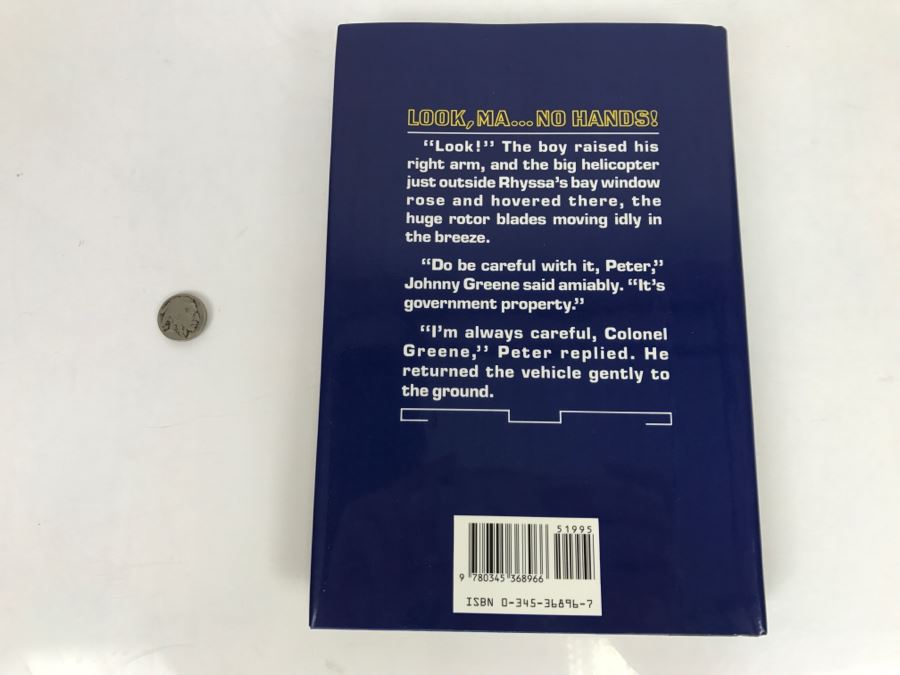 LOOK, MA...NO HANDS!
“Look!” The boy raised his
right arm, and the big helicopter
just outside Rhyssa's bay window
rose and hovered there, the
huge rotor blades moving idly in
the breeze.
“Do be careful with it, Peter,”
Johnny Greene said amiably. “It's
government property.”
“I'm always careful, Colonel
Greene,” Peter replied. He
returned the vehicle gently to
the ground.
51995
9 780345 368966
ISBN 0-345-36896-7